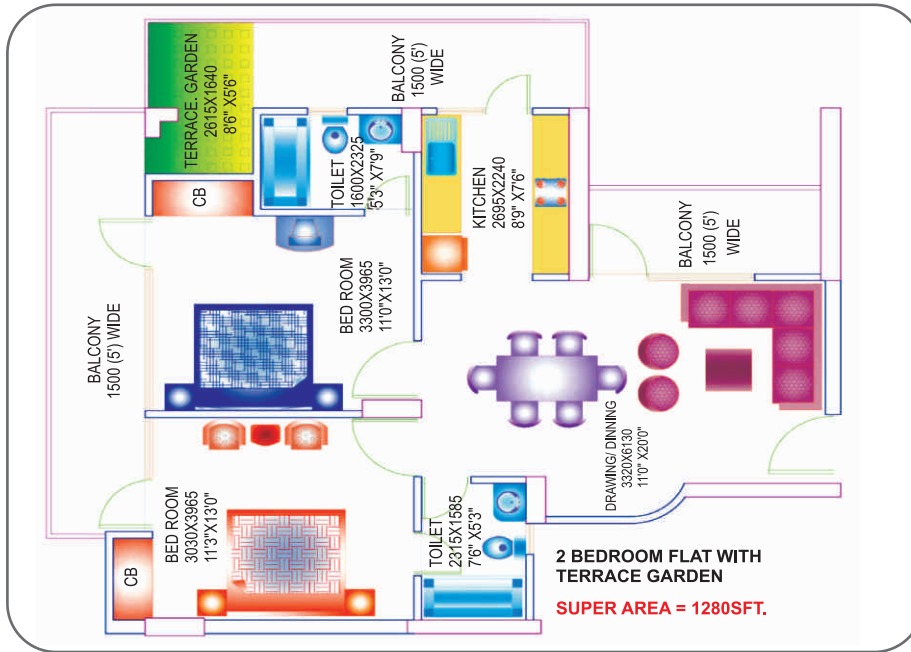 TERRACE. GARDEN
2615X1640
8'6" X5'6"
BALCONY
1500 (5')
WIDE
CB
TOILET
1600X2325
5'3" X7'9"
KITCHEN
2695X2240
8'9" X7'6"
BALCONY
1500 (5')
WIDE
BED ROOM
3300X3965
11'0"X13'0"
BALCONY
1500 (5') WIDE
DRAWING/ DINNING
3320X6130
11'0" X20'0"
BED ROOM
3030X3965
11'3"X13'0"
CB
TOILET
2315X1585
7'6" X5'3"
2 BEDROOM FLAT WITH
TERRACE GARDEN
SUPER AREA = 1280SFT.